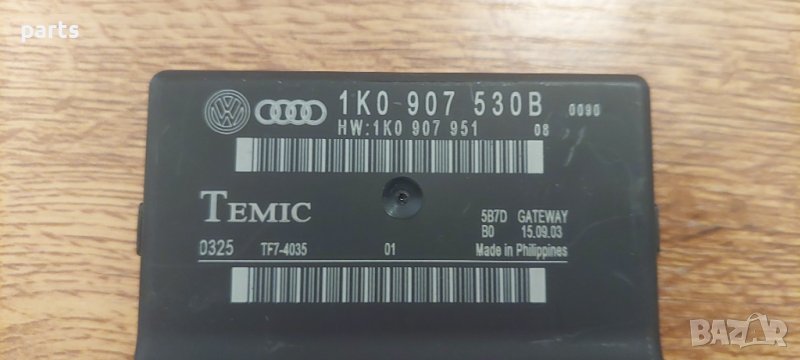 parts
1K0 907 530B 0090
HW:1K0 907 951 08
TEMIC
5B7D GATEWAY
B0 15.09.03
0325 TF7-4035 01 Made in Philippines
BAZAR